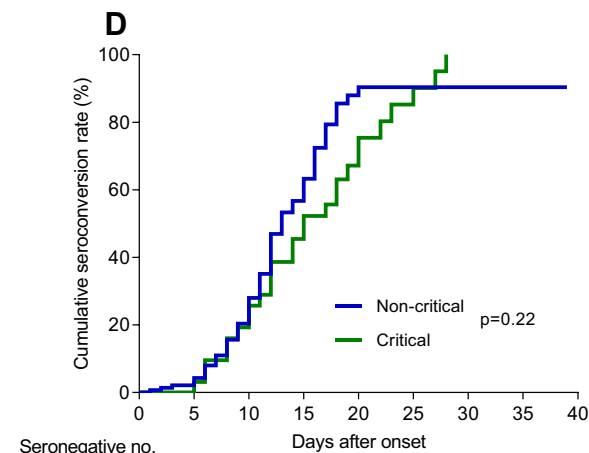 D
Cumulative seroconversion rate (%)
100
80
60
40
20
0
Non-critical
p=0.22
Critical
0 5 10 15 20 25 30 35 40
Days after onset
Seronegative no.